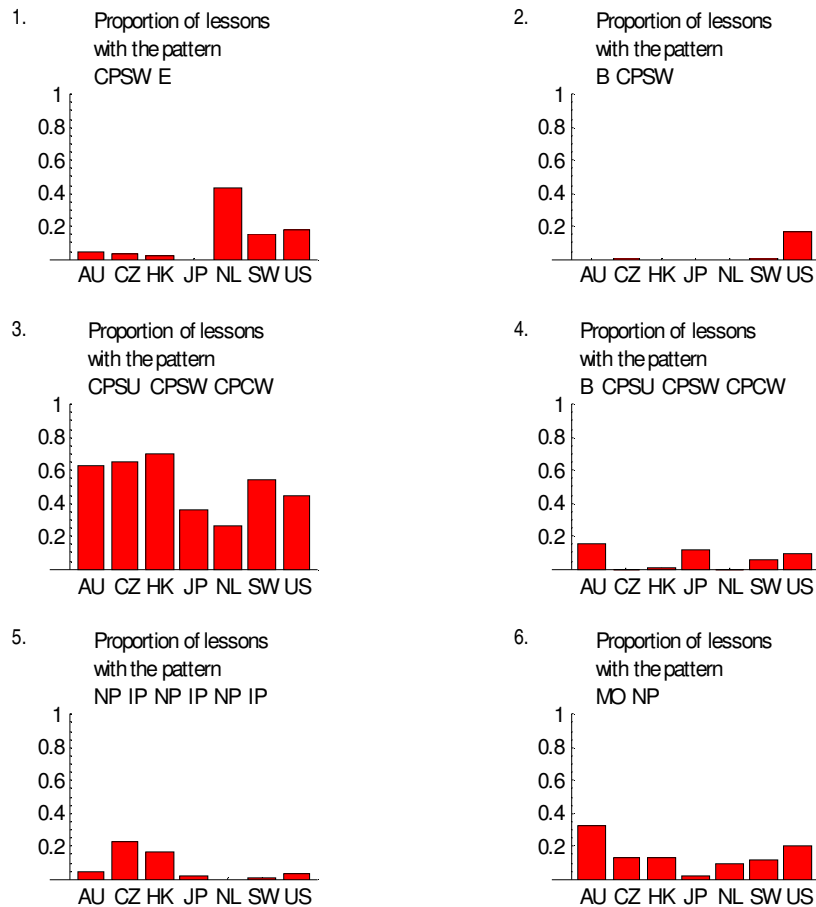 1.
Proportion of lessons
with the pattern
CPSW E
1
0.8
0.6
0.4
0.2
AU CZ HK JP NL SW US
2.
Proportion of lessons
with the pattern
B CPSW
1
0.8
0.6
0.4
0.2
AU CZ HK JP NL SW US
3.
Proportion of lessons
with the pattern
CPSU CPSW CPCW
1
0.8
0.6
0.4
0.2
AU CZ HK JP NL SW US
4.
Proportion of lessons
with the pattern
B CPSU CPSW CPCW
1
0.8
0.6
0.4
0.2
AU CZ HK JP NL SW US
5.
Proportion of lessons
with the pattern
NP IP NP IP NP IP
1
0.8
0.6
0.4
0.2
AU CZ HK JP NL SW US
6.
Proportion of lessons
with the pattern
MO NP
1
0.8
0.6
0.4
0.2
AU CZ HK JP NL SW US